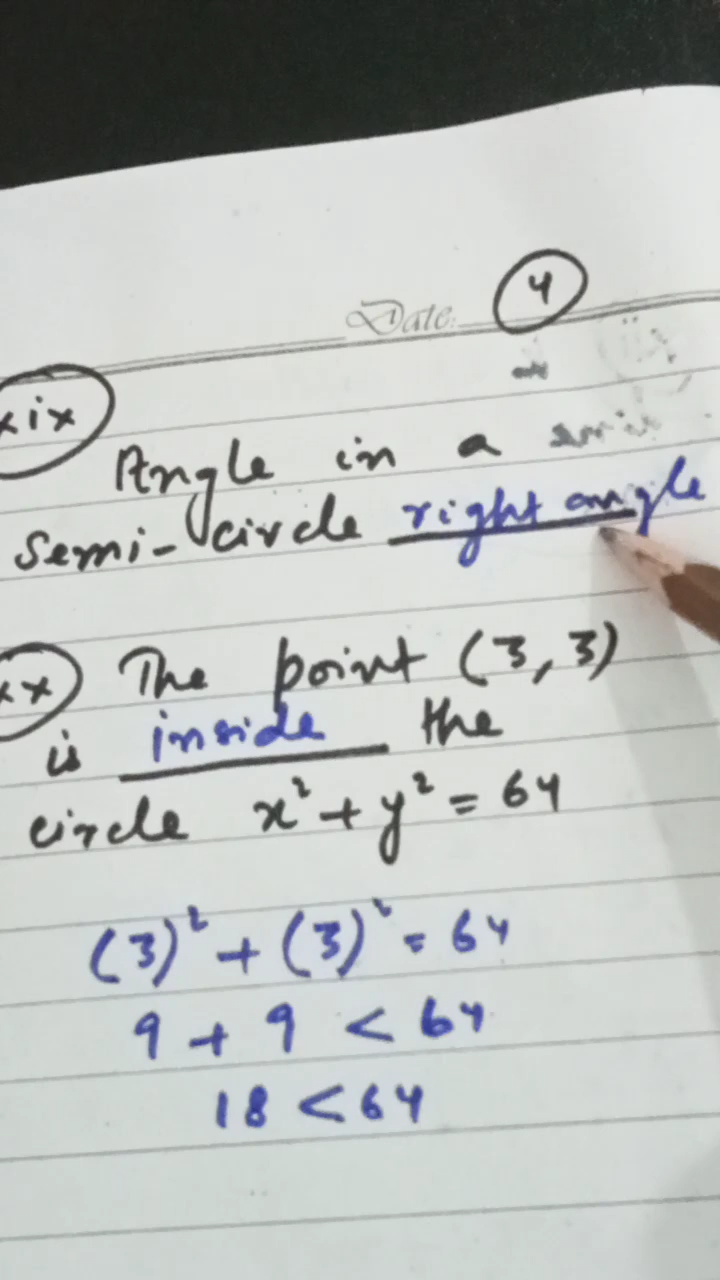 4
Date:
xix
Angle in a
semi-circle right angle
xx The point (3,3)
is inside the
circle x² + y² = 64
(3)² + (3)² = 64
9 + 9 < 64
18 < 64